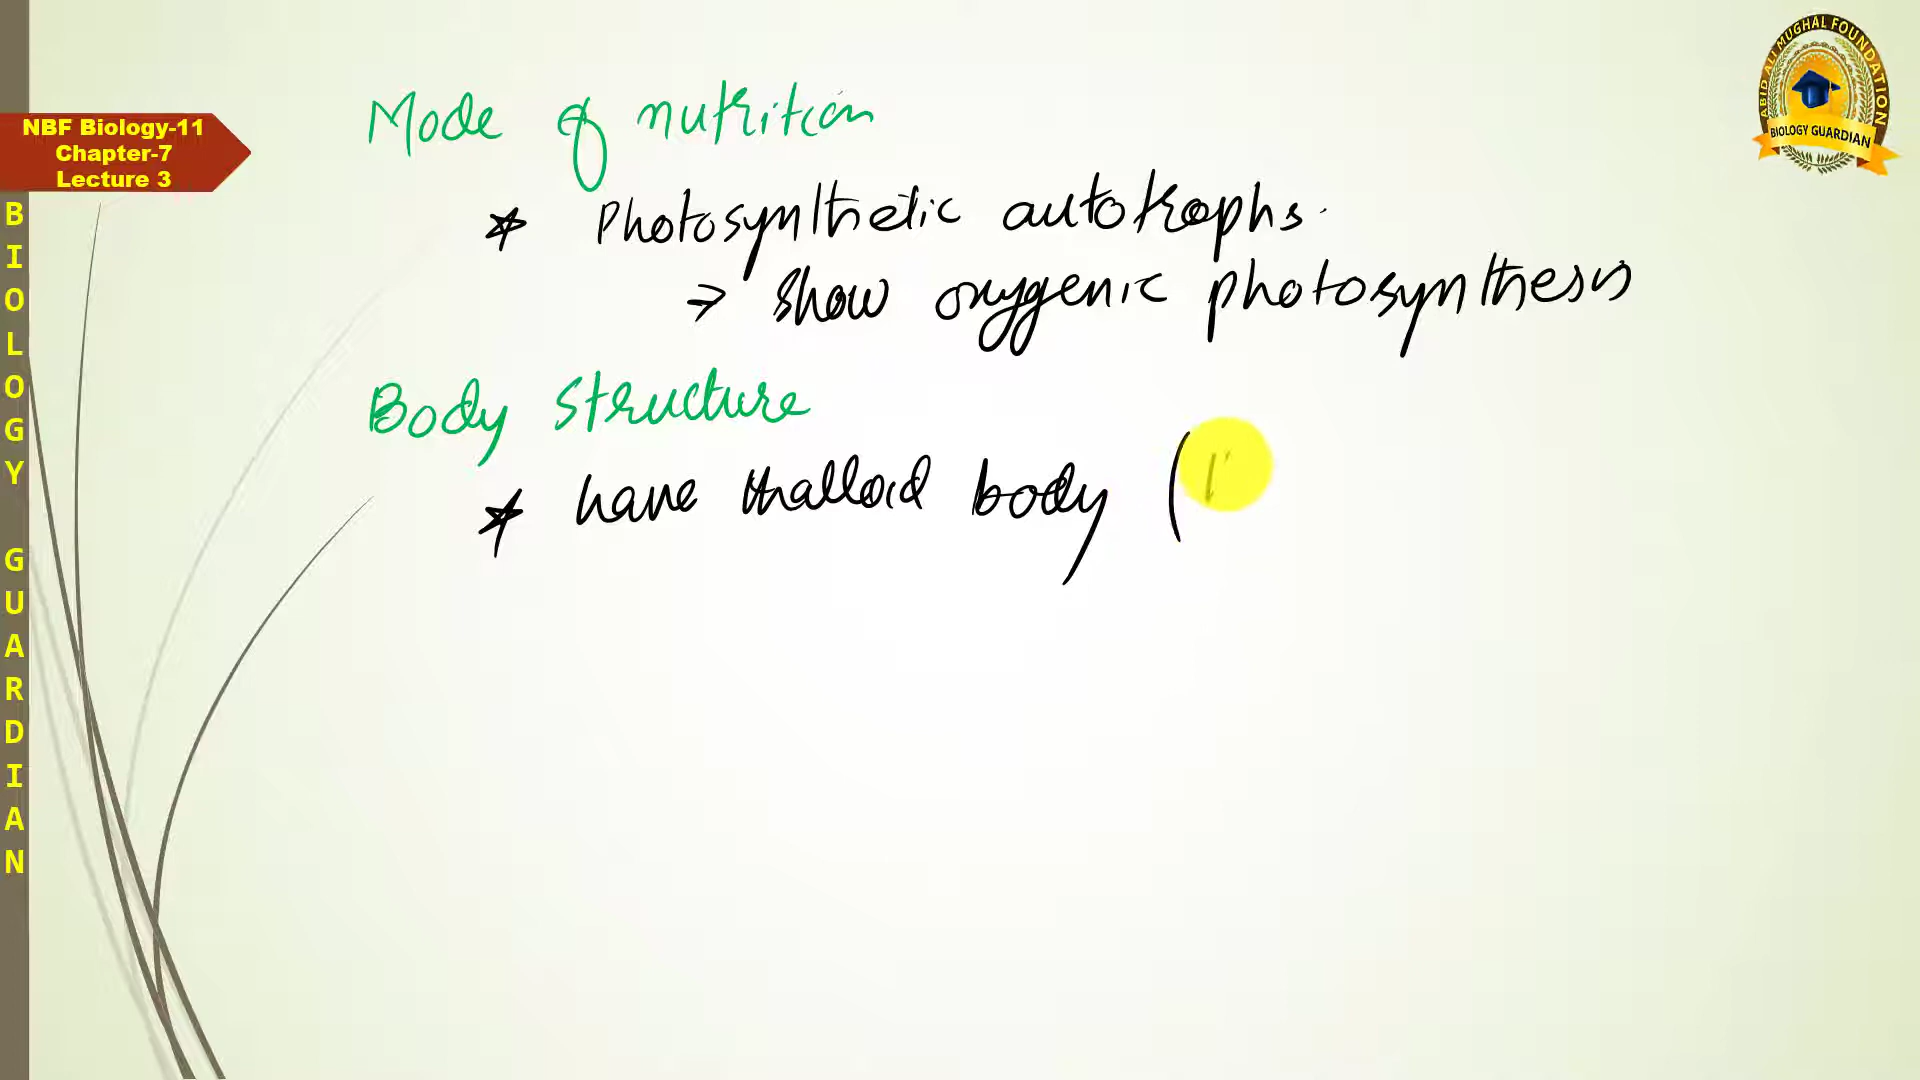 NBF Biology-11
Chapter-7
Lecture 3
BIOLOGY GUARDIAN
ABID ALI MUGHAL FOUNDATION
BIOLOGY GUARDIAN
Mode of nutrition
* Photosynthetic autotrophs.
→ show oxygenic photosynthesis
Body structure
* have thalloid body (